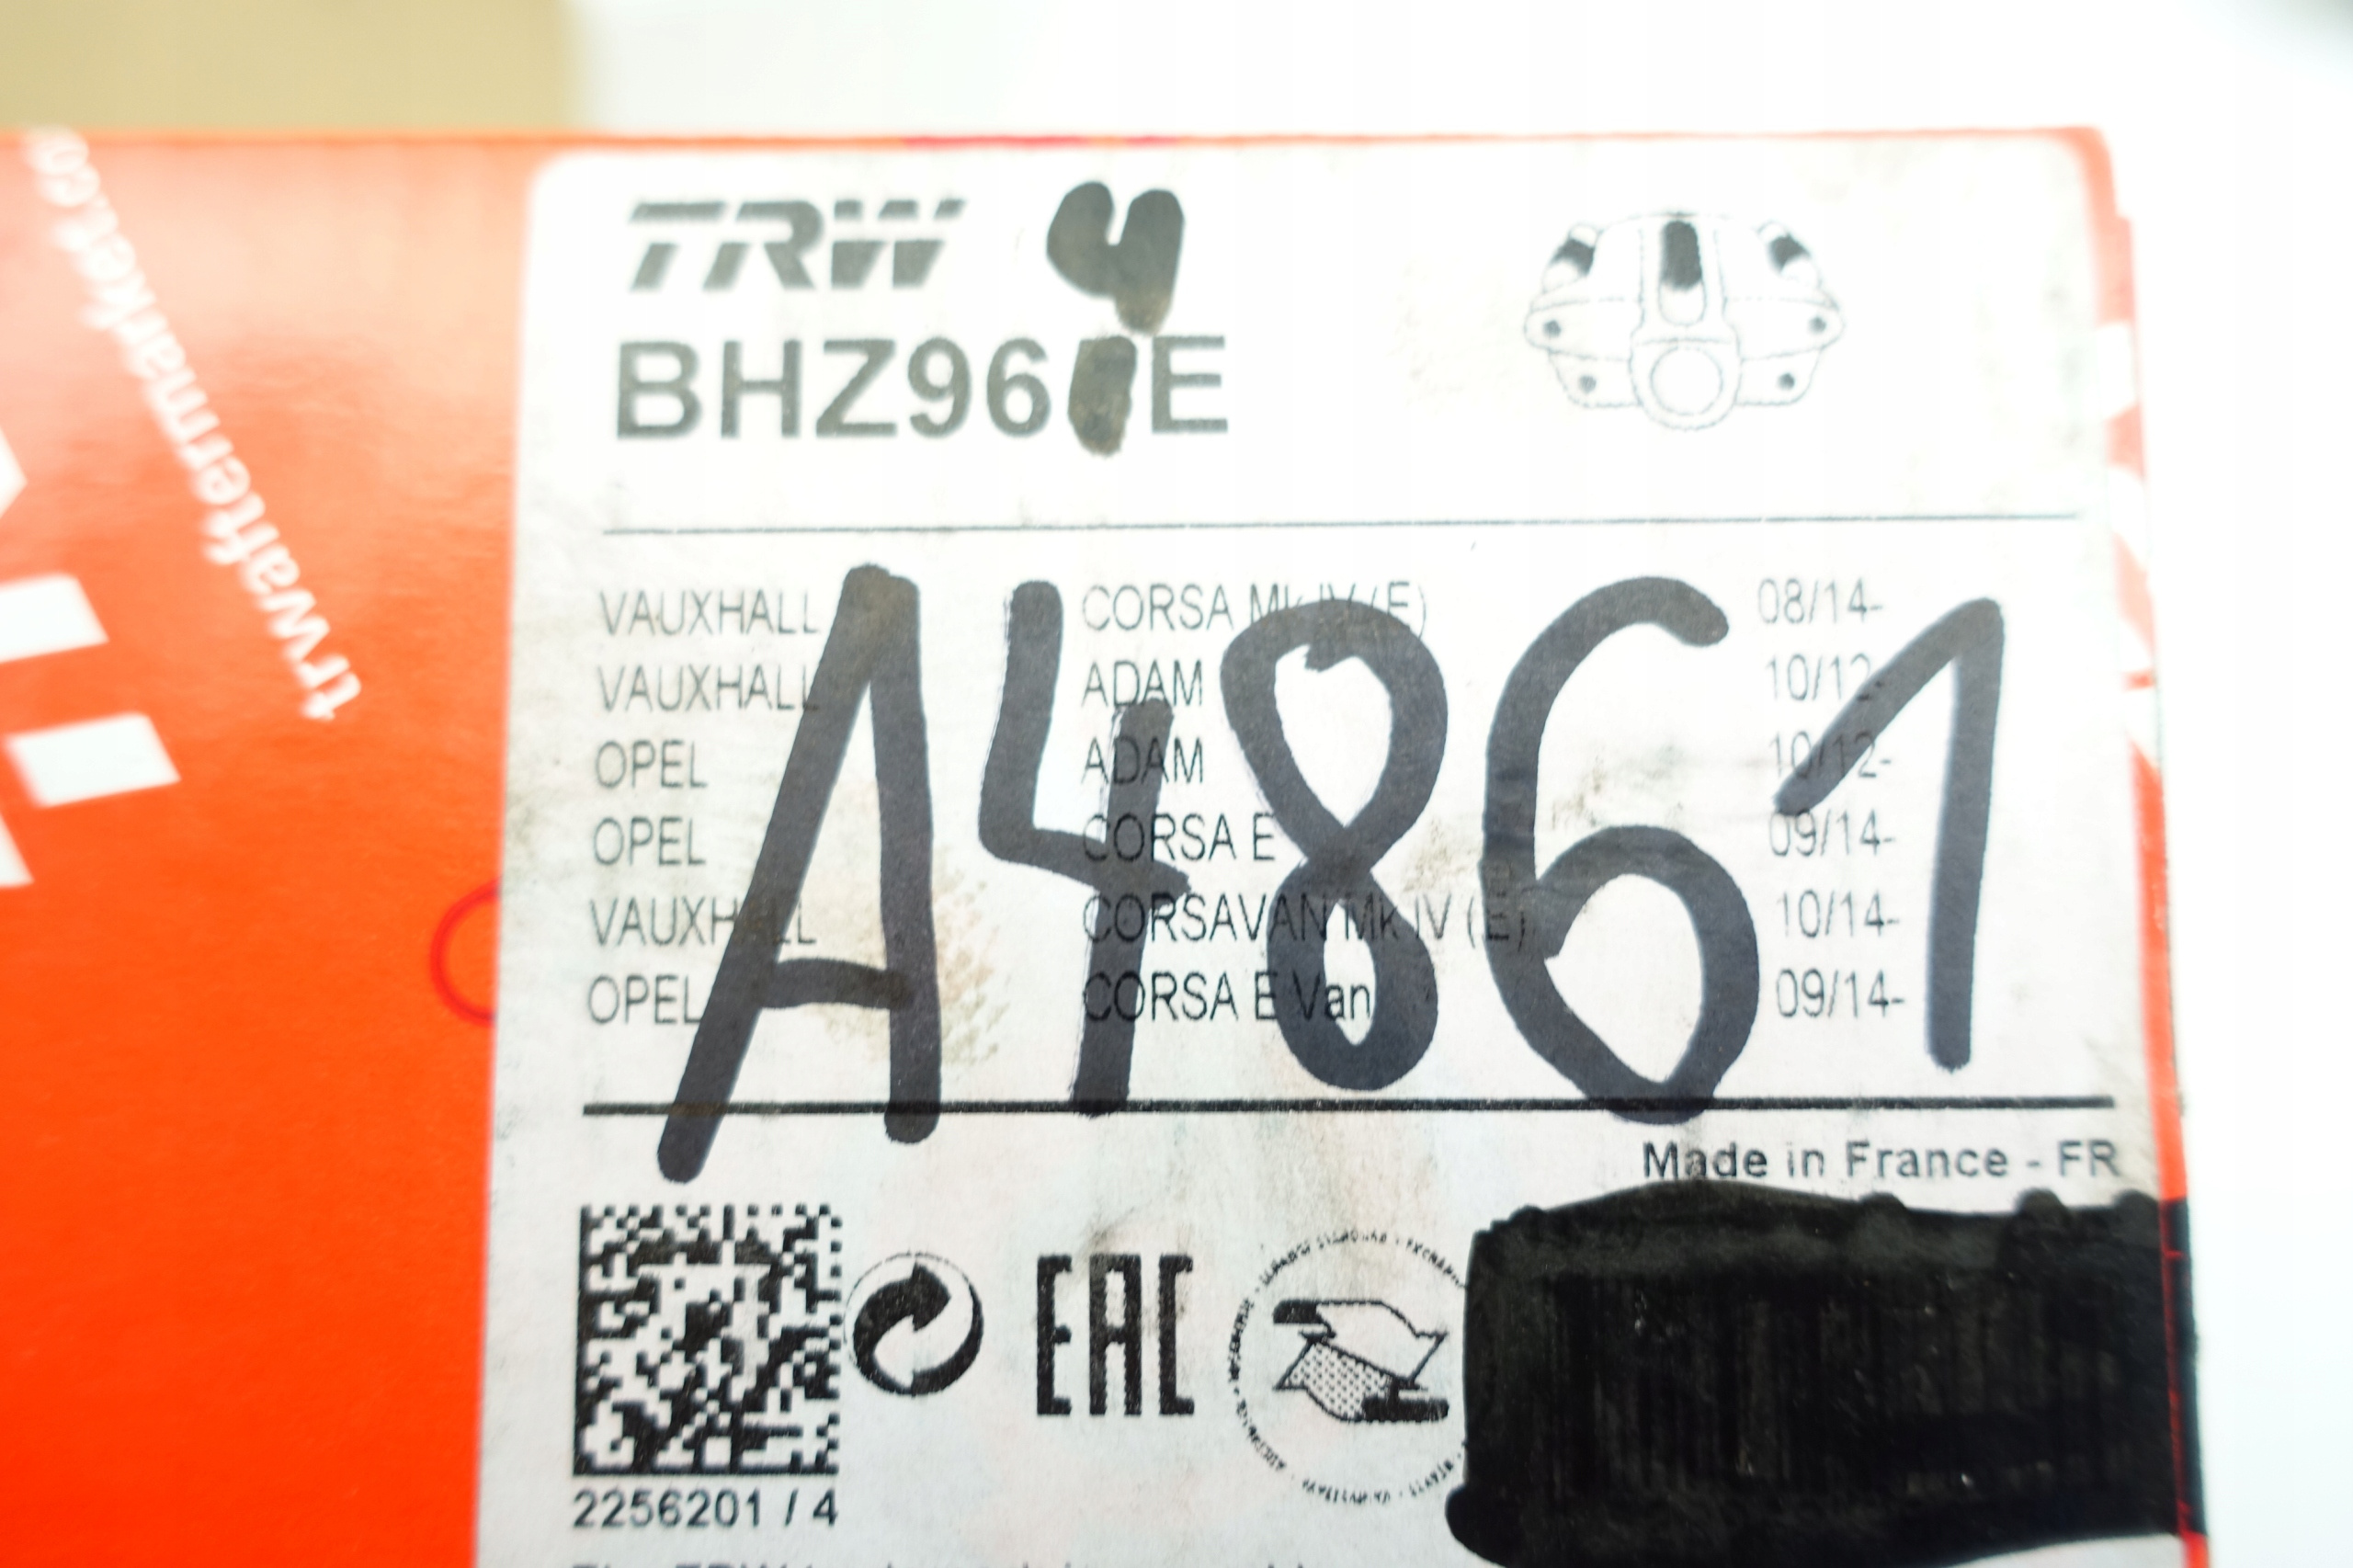 trwaftermarket.co
TRW 4
BHZ96 E
VAUXHALL CORSA Mk IV (E) 08/14-
VAUXHALL ADAM 10/12-
OPEL ADAM 10/12-
OPEL CORSA E 09/14-
VAUXHALL CORSAVAN Mk IV (E) 10/14-
OPEL CORSA E Van 09/14-
A4861
Made in France - FR
EAC
2256201 / 4